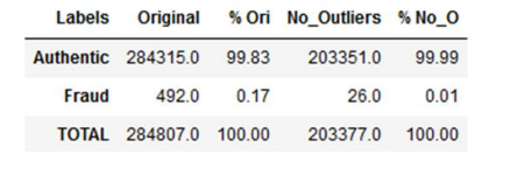 Labels Original % Ori No_Outliers % No_O
Authentic 284315.0 99.83 203351.0 99.99
Fraud 492.0 0.17 26.0 0.01
TOTAL 284807.0 100.00 203377.0 100.00